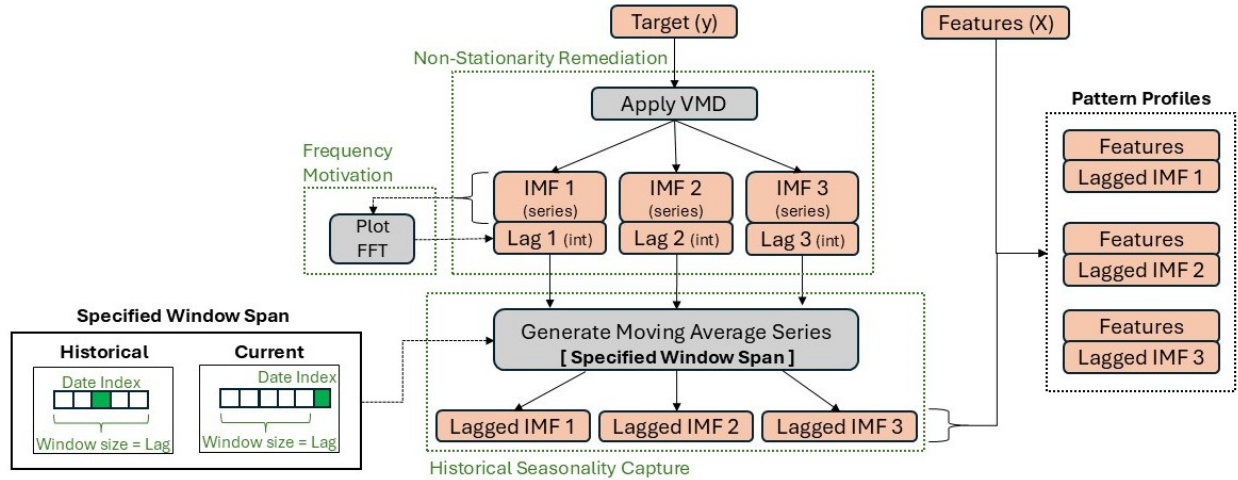 Target (y)
Features (X)
Non-Stationarity Remediation
Apply VMD
Pattern Profiles
Frequency
Motivation
IMF 1
(series)
IMF 2
(series)
IMF 3
(series)
Lag 1 (int)
Lag 2 (int)
Lag 3 (int)
Plot
FFT
Features
Lagged IMF 1
Features
Lagged IMF 2
Features
Lagged IMF 3
Specified Window Span
Historical
Date Index
Window size = Lag
Current
Date Index
Window size = Lag
Generate Moving Average Series
[ Specified Window Span ]
Lagged IMF 1
Lagged IMF 2
Lagged IMF 3
Historical Seasonality Capture